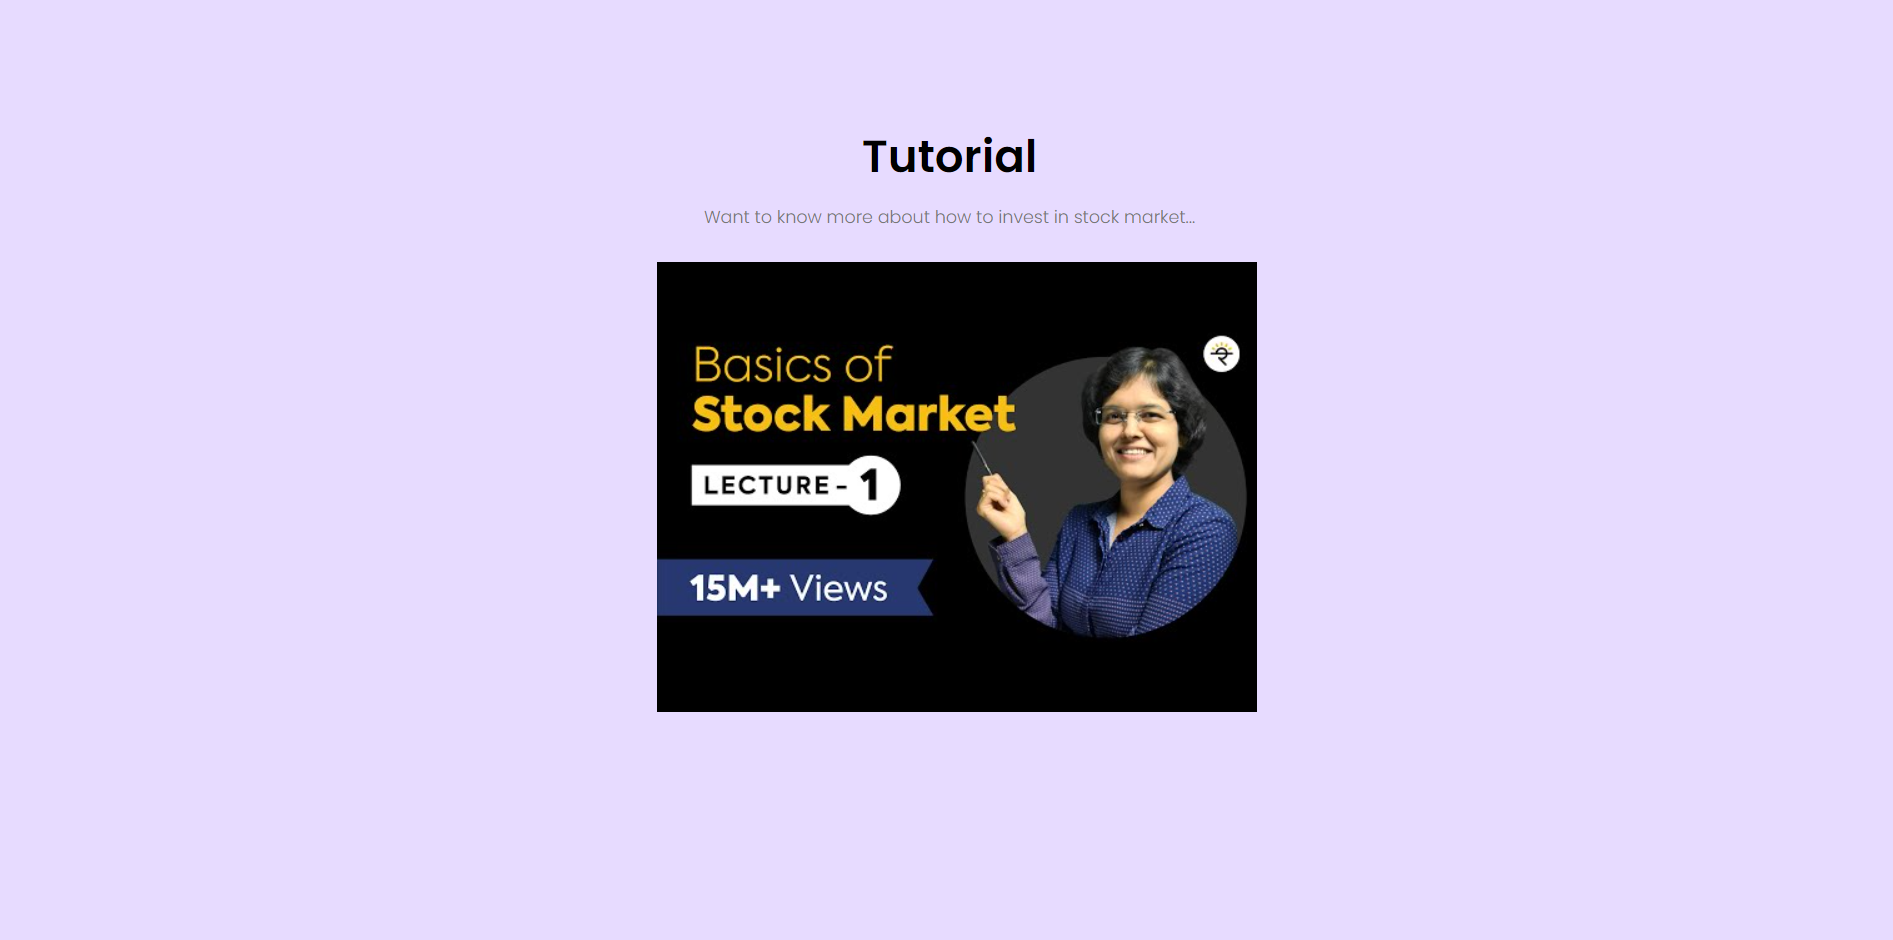 Tutorial
Want to know more about how to invest in stock market...
Basics of
Stock Market
LECTURE - 1
15M+ Views